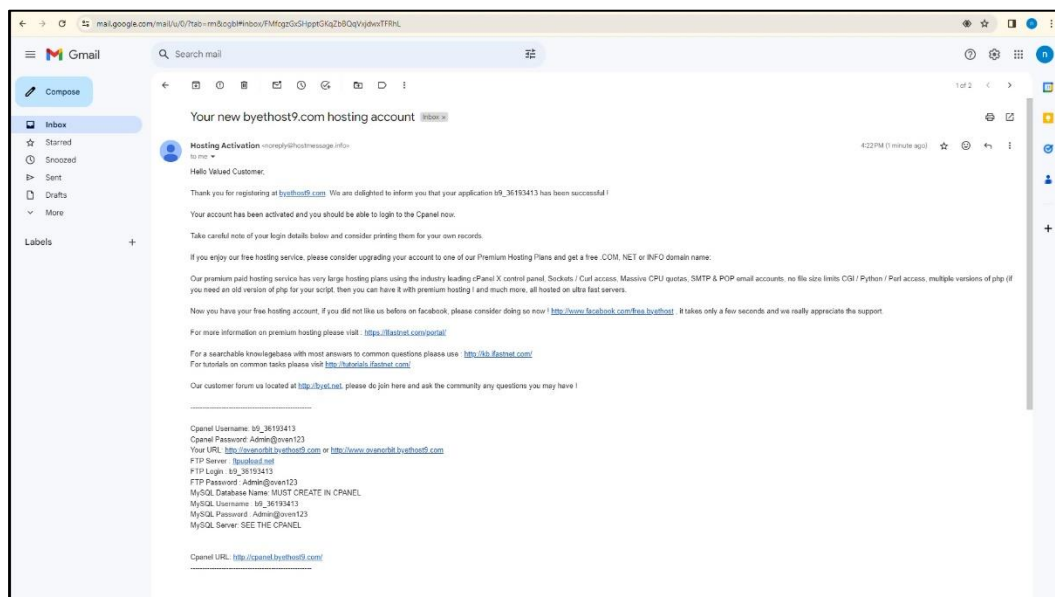 mail.google.com/mail/u/0/?tab=rm&ogbl#inbox/FMfcgzGxSHpptGKqZbBQqVxjdwxTFRhL
Gmail
Search mail
n
Compose
1 of 2
Your new byethost9.com hosting account Inbox x
Inbox
Starred
Hosting Activation <noreply@hostmessage.info>
4:22 PM (1 minute ago)
to me
Snoozed
Hello Valued Customer,
Sent
Drafts
Thank you for registering at byethost9.com. We are delighted to inform you that your application b9_36193413 has been successful !
More
Your account has been activated and you should be able to login to the Cpanel now.
Labels +
Take careful note of your login details below and consider printing them for your own records.
If you enjoy our free hosting service, please consider upgrading your account to one of our Premium Hosting Plans and get a free .COM, NET or INFO domain name:
Our premium paid hosting service has very large hosting plans using the industry leading cPanel X control panel, Sockets / Curl access, Massive CPU quotas, SMTP & POP email accounts, no file size limits CGI / Python / Perl access, multiple versions of php (if
you need an old version of php for your script, then you can have it with premium hosting ! and much more, all hosted on ultra fast servers.
Now you have your free hosting account, if you did not like us before on facebook, please consider doing so now ! http://www.facebook.com/free.byethost . it takes only a few seconds and we really appreciate the support.
For more information on premium hosting please visit : https://ifastnet.com/portal/
For a searchable knowlegebase with most answers to common questions please use : http://kb.ifastnet.com/
For tutorials on common tasks please visit http://tutorials.ifastnet.com/
Our customer forum us located at http://byet.net, please do join here and ask the community any questions you may have !
Cpanel Username: b9_36193413
Cpanel Password: Admin@oven123
Your URL: http://ovenorbit.byethost9.com or http://www.ovenorbit.byethost9.com
FTP Server : ftpupload.net
FTP Login : b9_36193413
FTP Password : Admin@oven123
MySQL Database Name: MUST CREATE IN CPANEL
MySQL Username : b9_36193413
MySQL Password : Admin@oven123
MySQL Server: SEE THE CPANEL
Cpanel URL: http://cpanel.byethost9.com/